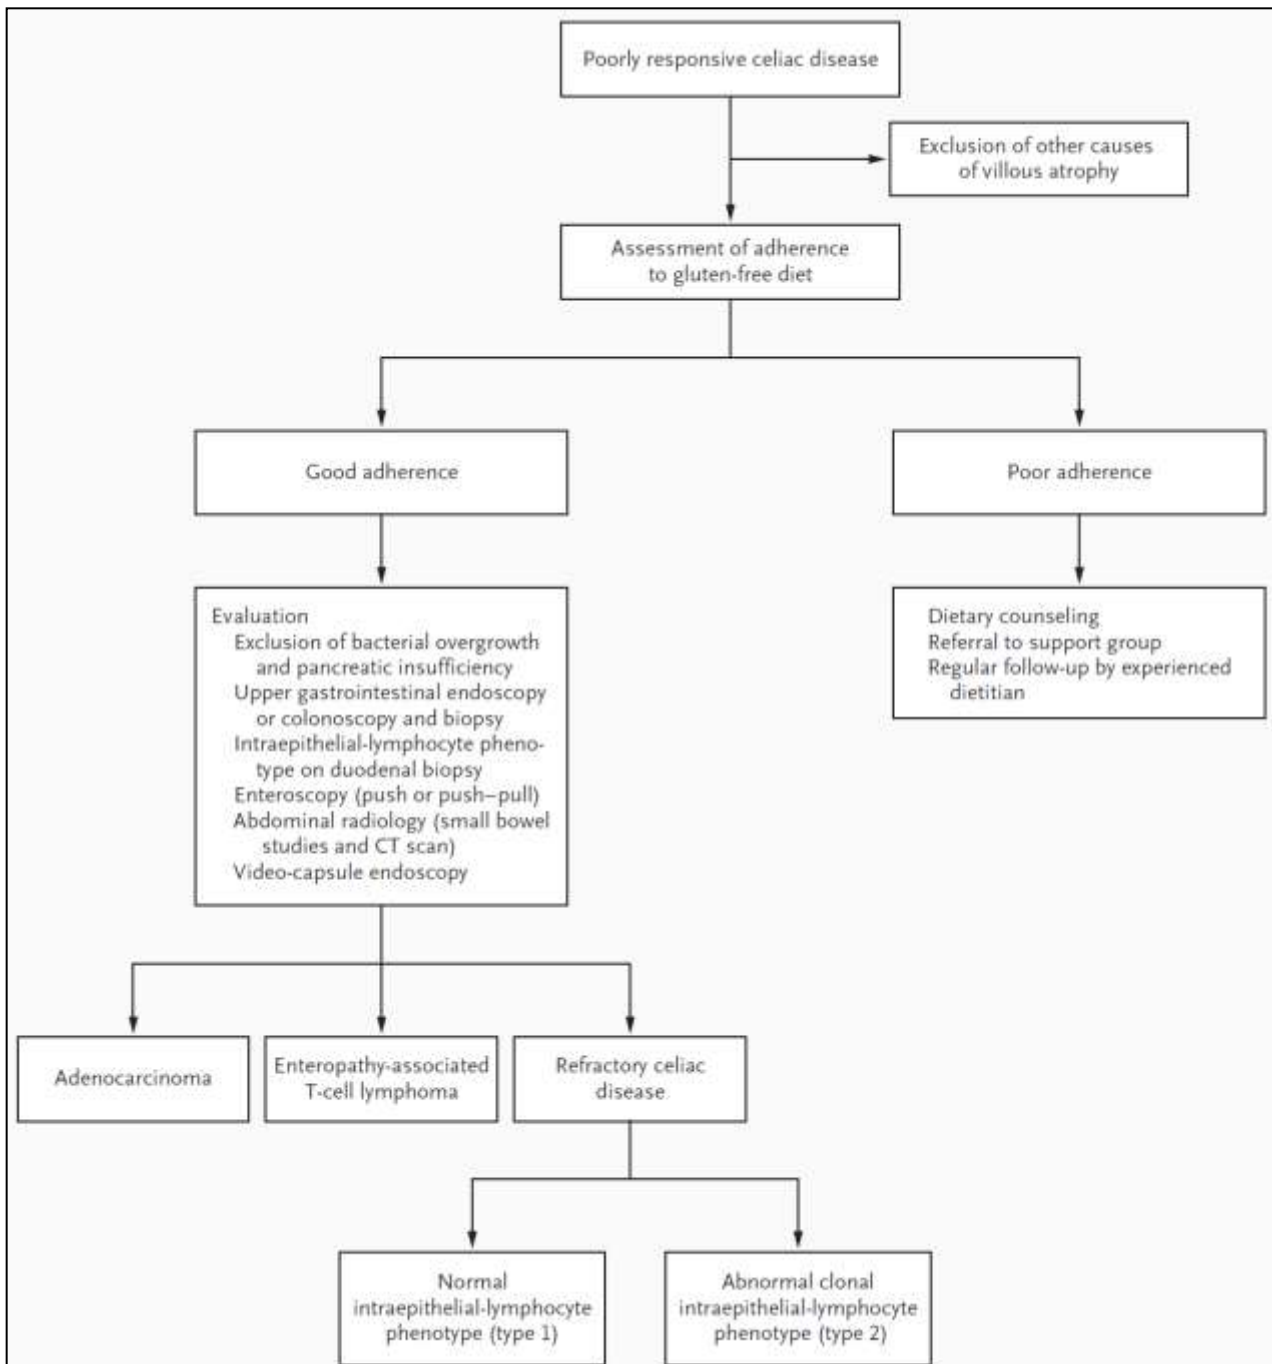 Poorly responsive celiac disease
Exclusion of other causes
of villous atrophy
Assessment of adherence
to gluten-free diet
Good adherence
Poor adherence
Evaluation
Exclusion of bacterial overgrowth
and pancreatic insufficiency
Upper gastrointestinal endoscopy
or colonoscopy and biopsy
Intraepithelial-lymphocyte pheno-
type on duodenal biopsy
Enteroscopy (push or push–pull)
Abdominal radiology (small bowel
studies and CT scan)
Video-capsule endoscopy
Dietary counseling
Referral to support group
Regular follow-up by experienced
dietitian
Adenocarcinoma
Enteropathy-associated
T-cell lymphoma
Refractory celiac
disease
Normal
intraepithelial-lymphocyte
phenotype (type 1)
Abnormal clonal
intraepithelial-lymphocyte
phenotype (type 2)